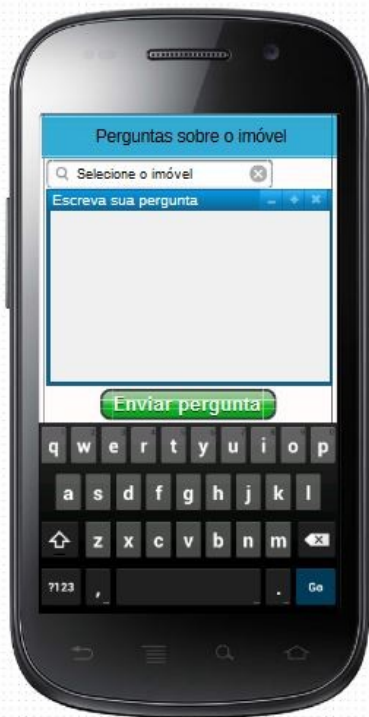 Perguntas sobre o imóvel
Selecione o imóvel
Escreva sua pergunta
Enviar pergunta
q w e r t y u i o p
a s d f g h j k l
z x c v b n m
?123 , . Go